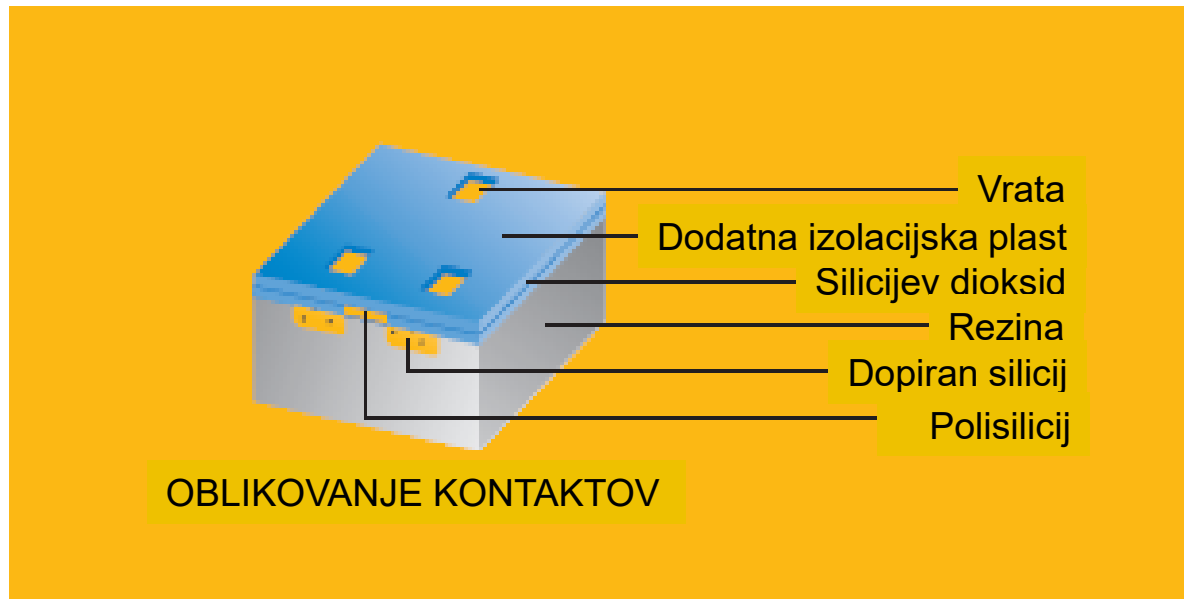 Vrata
Dodatna izolacijska plast
Silicijev dioksid
Rezina
Dopiran silicij
Polisilicij
OBLIKOVANJE KONTAKTOV